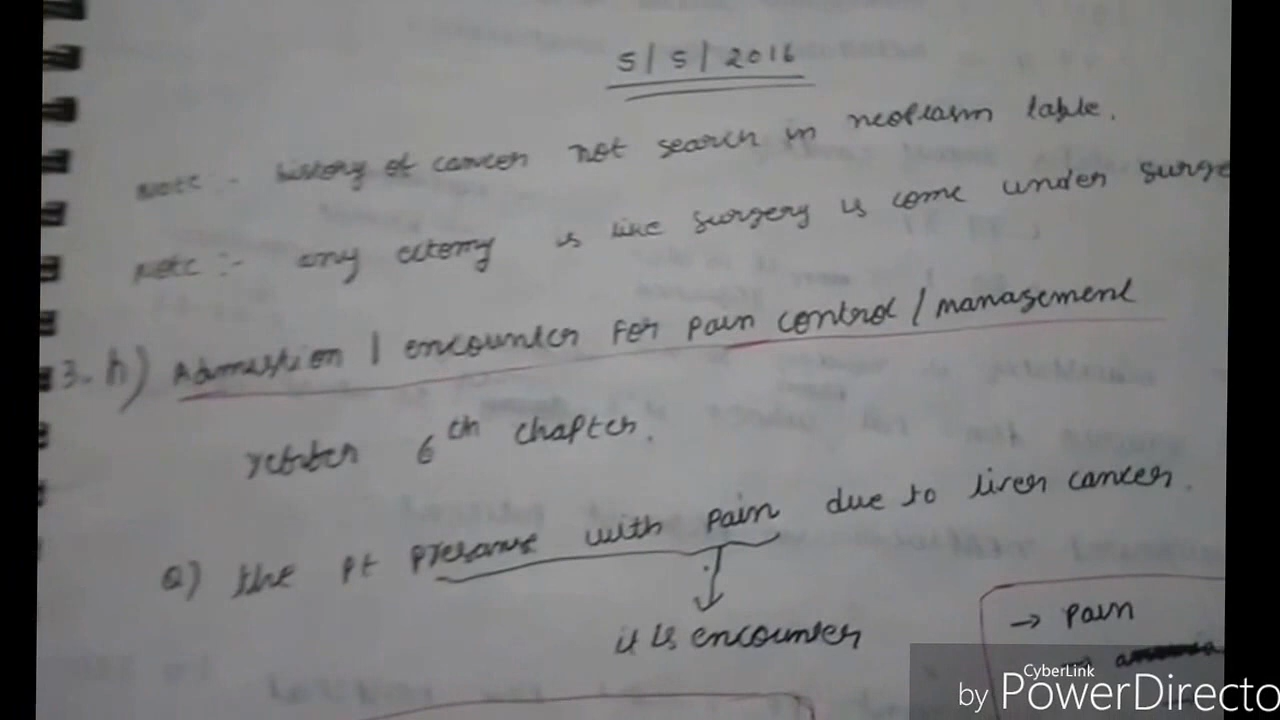 5/5/2016
Note :- history of cancer not search in neoplasm table.
Note :- any ectomy is like surgery is come under surge
3. h) Admission / encounter for pain control / management
refer 6th chapter.
Q) the pt presents with pain due to liver cancer.
it is encounter
→ pain
CyberLink
by PowerDirecto